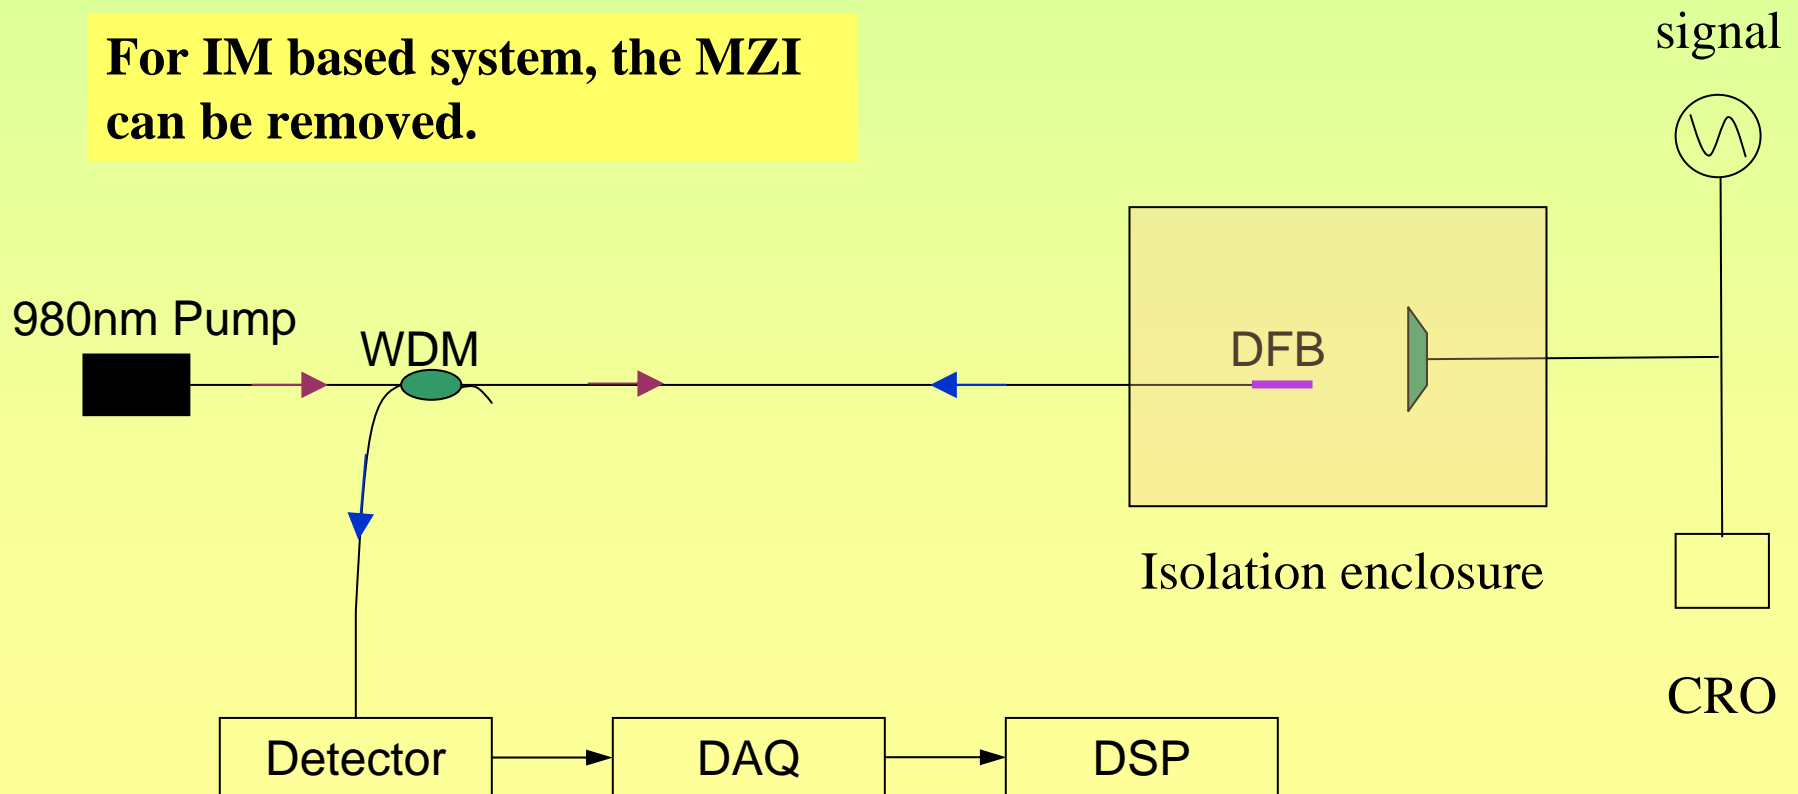 For IM based system, the MZI
can be removed.
signal
980nm Pump
WDM
DFB
Isolation enclosure
CRO
Detector
DAQ
DSP